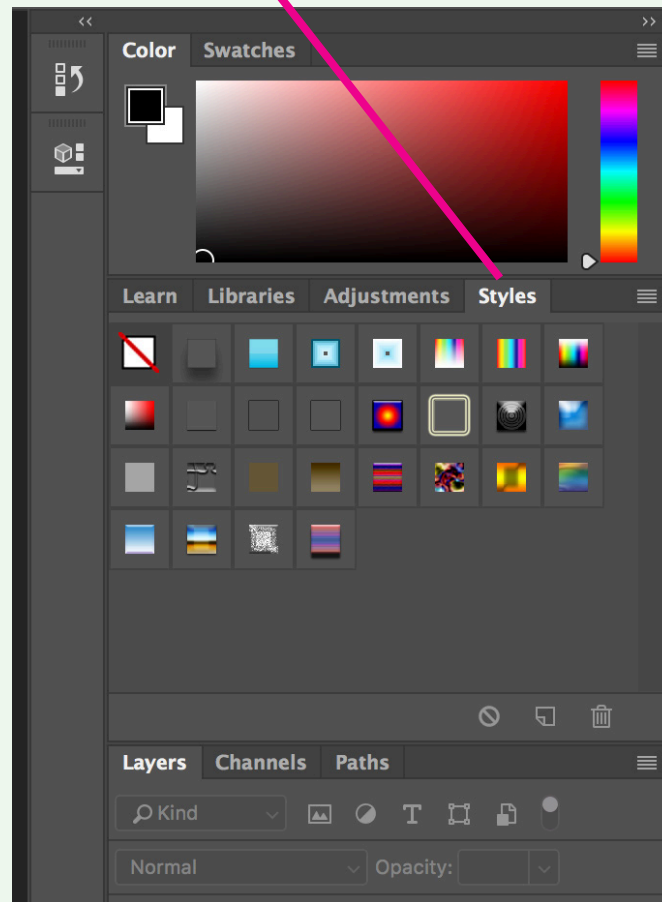 Color Swatches
Learn Libraries Adjustments Styles
Layers Channels Paths
Kind T
Normal Opacity: